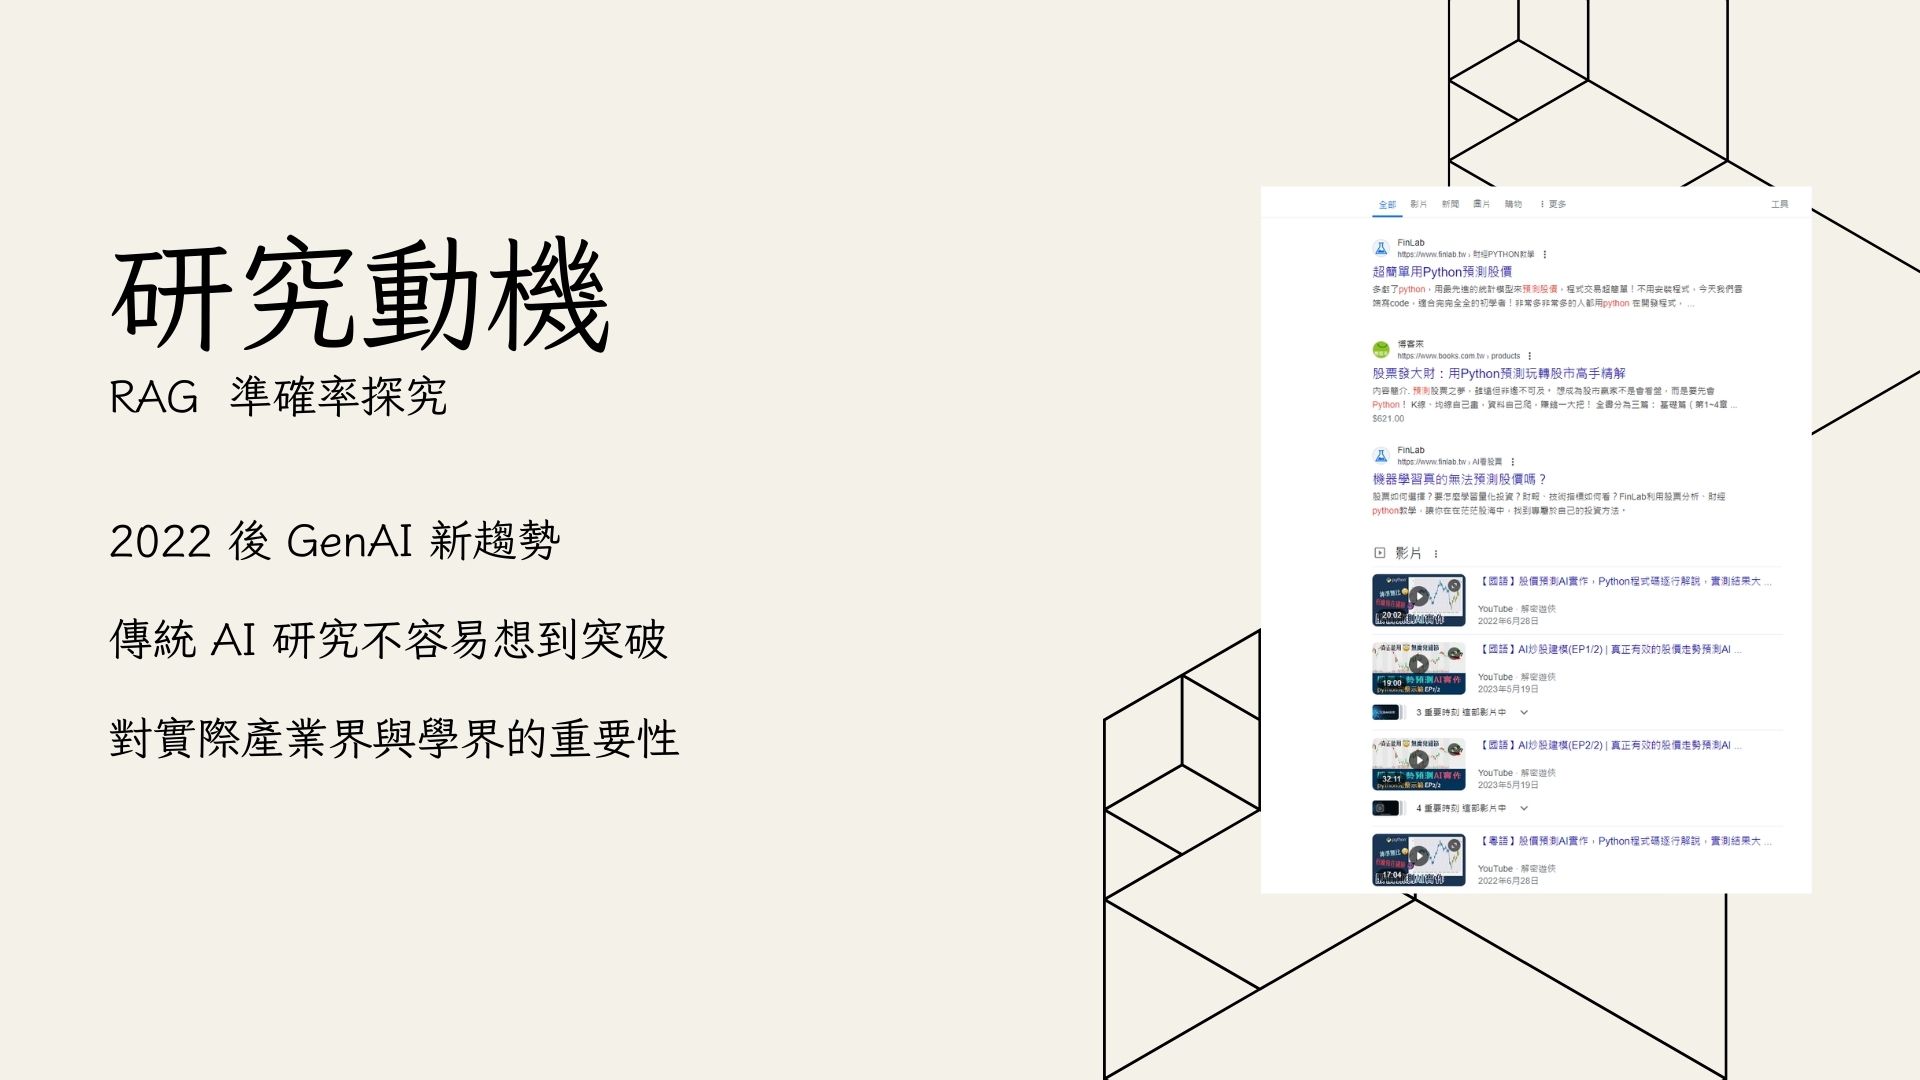 研究動機
RAG 準確率探究
2022 後 GenAI 新趨勢
傳統 AI 研究不容易想到突破
對實際產業界與學界的重要性
全部 影片 新聞 圖片 購物 更多 工具
FinLab
https://www.finlab.tw › 財經PYTHON教學
超簡單用Python預測股價
多虧了python，用最先進的統計模型來預測股價，程式交易超簡單！不用安裝程式，今天我們雲
端寫code，適合完完全全的初學者！非常多非常多的人都用python 在開發程式， ...
博客來
https://www.books.com.tw › products
股票發大財：用Python預測玩轉股市高手精解
內容簡介. 預測股票之夢，雖遠但非遙不可及。 想成為股市贏家不是會看盤，而是要先會
Python！ K線、均線自己畫，資料自己爬，賺錢一大把！ 全書分為三篇： 基礎篇（第1~4章 ...
$621.00
FinLab
https://www.finlab.tw › AI看股票
機器學習真的無法預測股價嗎？
股票如何選擇？要怎麼學習量化投資？財報、技術指標如何看？FinLab利用股票分析、財經
python教學，讓你在在茫茫股海中，找到專屬於自己的投資方法。
影片
【國語】股價預測AI實作，Python程式碼逐行解說，實測結果大 ...
YouTube · 解密遊俠
2022年6月28日
20:02
【國語】AI炒股建模(EP1/2) | 真正有效的股價走勢預測AI ...
YouTube · 解密遊俠
2023年5月19日
19:00
3 重要時刻 這部影片中
【國語】AI炒股建模(EP2/2) | 真正有效的股價走勢預測AI ...
YouTube · 解密遊俠
2023年5月19日
32:11
4 重要時刻 這部影片中
【粵語】股價預測AI實作，Python程式碼逐行解說，實測結果大 ...
YouTube · 解密遊俠
2022年6月28日
17:04